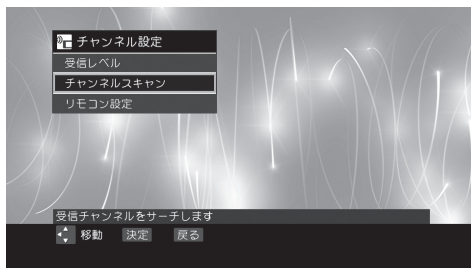 チャンネル設定
受信レベル
チャンネルスキャン
リモコン設定
受信チャンネルをサーチします
移動 決定 戻る